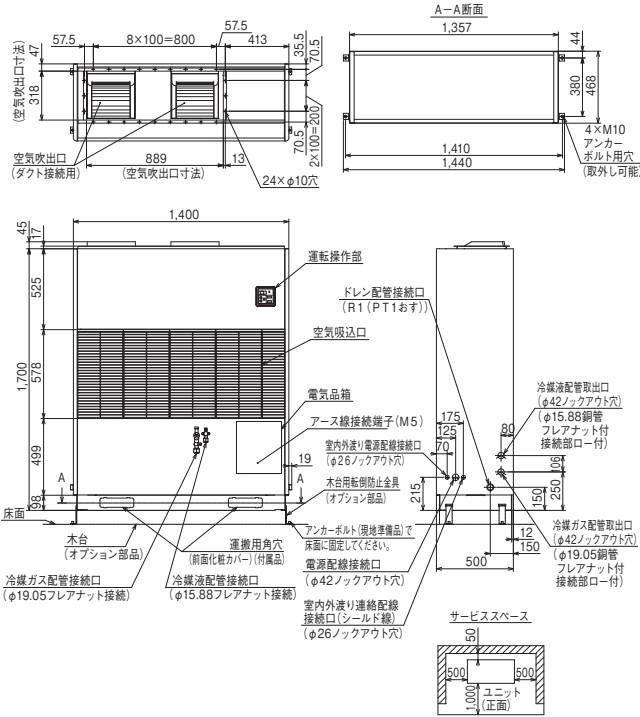 57.5
8×100=800
57.5
413
47
318
(空気吹出口寸法)
35.5
70.5
2×100=200
70.5
空気吹出口
(ダクト接続用)
889
(空気吹出口寸法)
13
24×φ10穴
A-A断面
1,357
44
380
468
1,410
1,440
4×M10
アンカー
ボルト用穴
(取外し可能)
45
17
1,400
525
578
1,700
499
98
A
A
19
床面
運転操作部
空気吸込口
電気品箱
アース線接続端子(M5)
木台用転倒防止金具
(オプション部品)
木台
(オプション部品)
運搬用角穴
(前面化粧カバー)(付属品)
アンカーボルト(現地準備品)で
床面に固定してください。
冷媒ガス配管接続口
(φ19.05フレアナット接続)
冷媒液配管接続口
(φ15.88フレアナット接続)
ドレン配管接続口
(R1(PT1おす))
175
125
70
室内外渡り電源配線接続口
(φ26ノックアウト穴)
215
電源配線接続口
(φ42ノックアウト穴)
室内外渡り連絡配線
接続口(シールド線)
(φ26ノックアウト穴)
冷媒液配管取出口
(φ42ノックアウト穴)
(φ15.88銅管
フレアナット付
接続部ロー付)
80
106
250
150
12
150
500
冷媒ガス配管取出口
(φ42ノックアウト穴)
(φ19.05銅管
フレアナット付
接続部ロー付)
サービススペース
50
500
500
1,000
ユニット
(正面)